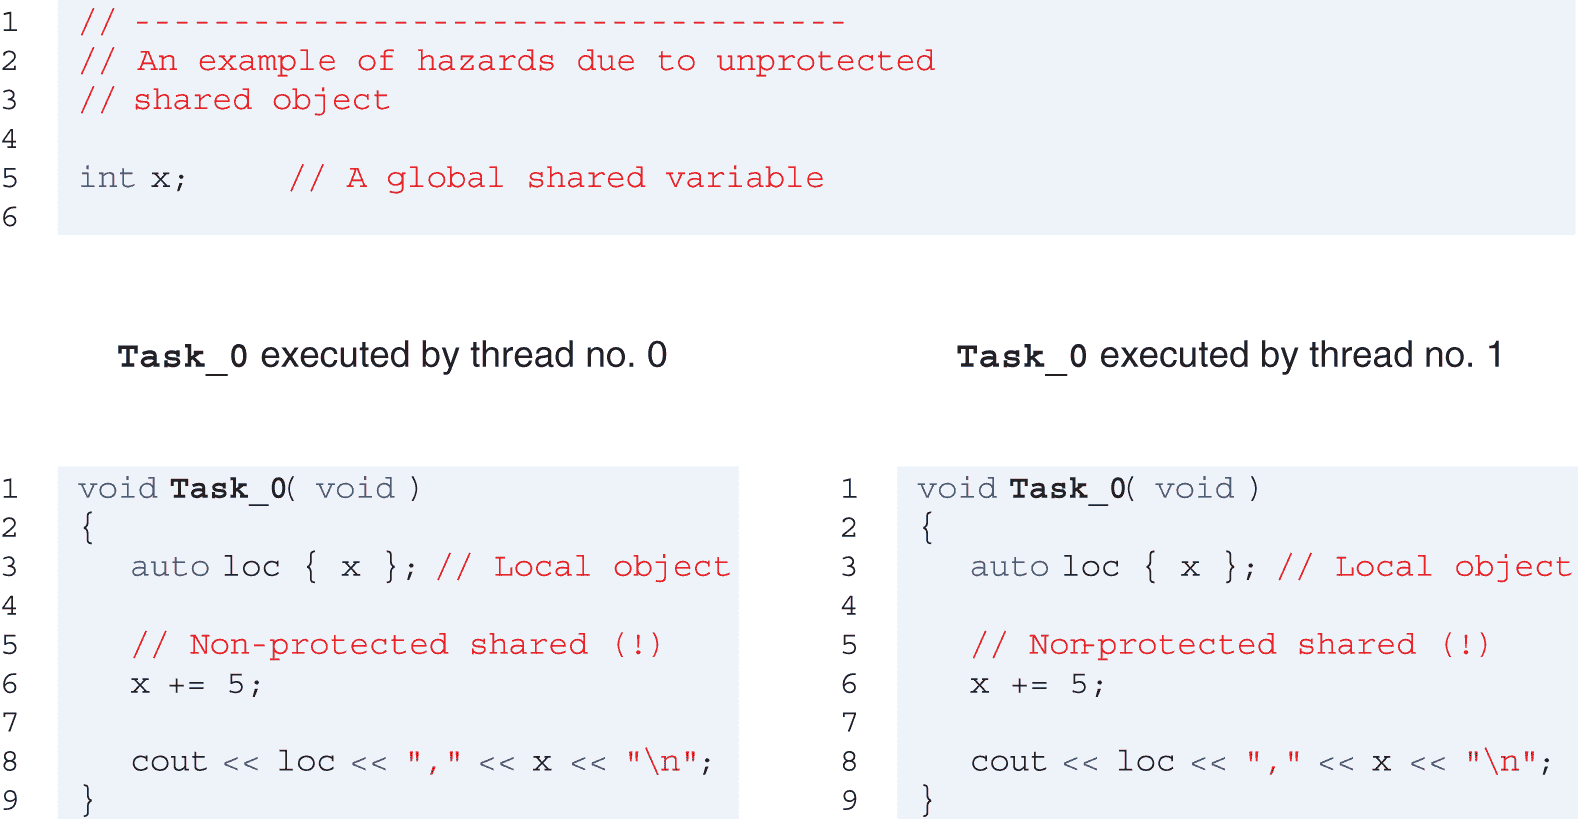 1 // ------------------------------------
2 // An example of hazards due to unprotected
3 // shared object
4
5 int x; // A global shared variable
6
Task_0 executed by thread no. 0
1 void Task_0( void )
2 {
3 auto loc { x }; // Local object
4
5 // Non-protected shared (!)
6 x += 5;
7
8 cout << loc << "," << x << "\n";
9 }
Task_0 executed by thread no. 1
1 void Task_0( void )
2 {
3 auto loc { x }; // Local object
4
5 // Non-protected shared (!)
6 x += 5;
7
8 cout << loc << "," << x << "\n";
9 }